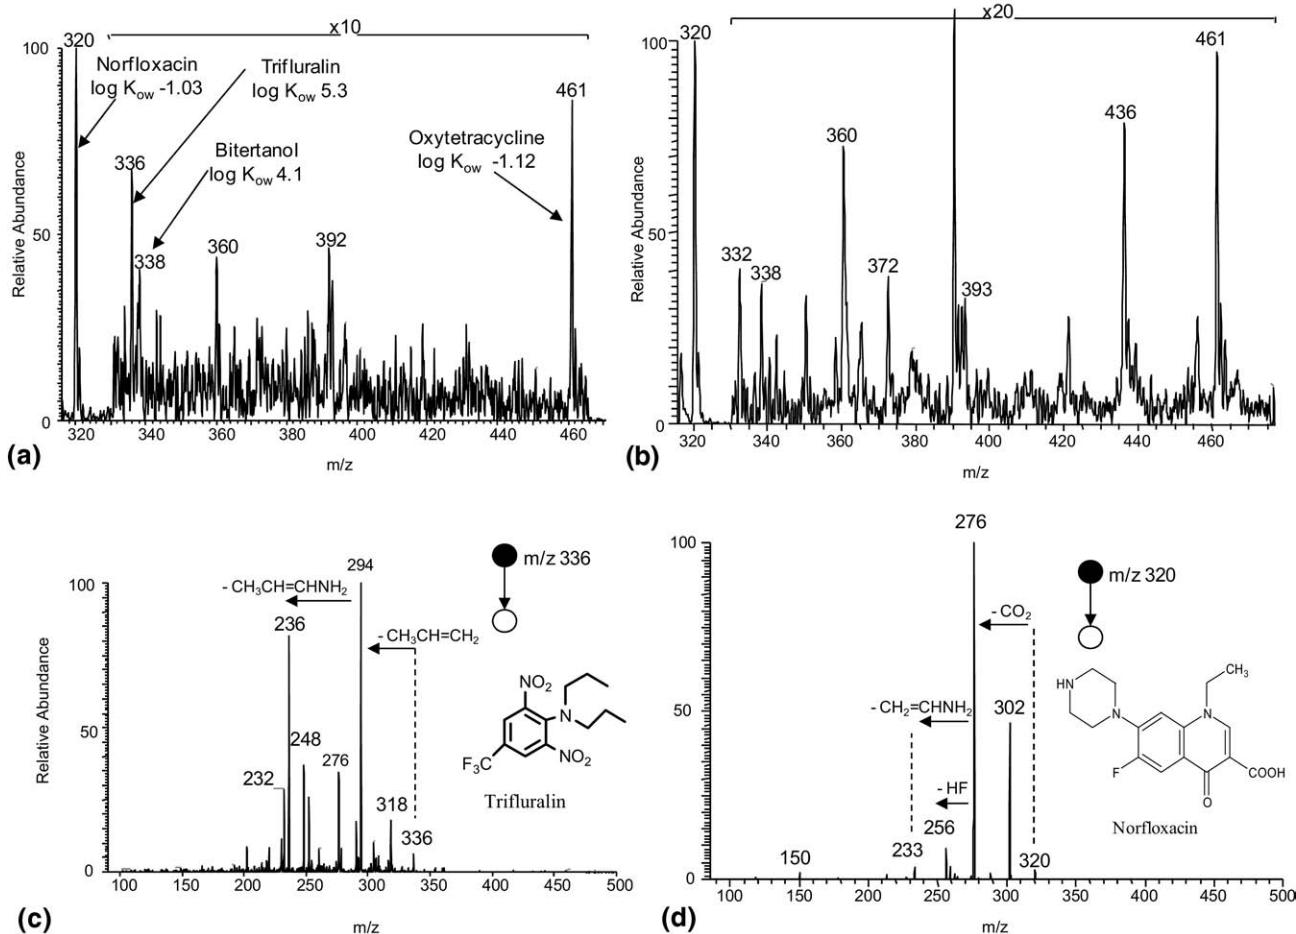 x10
320
100
Norfloxacin
log Kow -1.03
Trifluralin
log Kow 5.3
461
336
Bitertanol
log Kow 4.1
Oxytetracycline
log Kow -1.12
338
360
392
50
0
Relative Abundance
320 340 360 380 400 420 440 460
m/z
(a)
x20
320
100
461
436
360
332
338
372
393
50
0
Relative Abundance
320 340 360 380 400 420 440 460
m/z
(b)
294
m/z 336
- CH3CH=CHNH2
236
- CH3CH=CH2
100
248
276
232
318
336
50
0
Relative Abundance
NO2
N
F3C
NO2
Trifluralin
100 150 200 250 300 350 400 450 500
m/z
(c)
276
100
m/z 320
- CO2
- CH2=CHNH2
302
- HF
256
233
150
320
50
0
HN
N
N
CH3
F
O
COOH
Norfloxacin
100 150 200 250 300 350 400 450 500
m/z
(d)